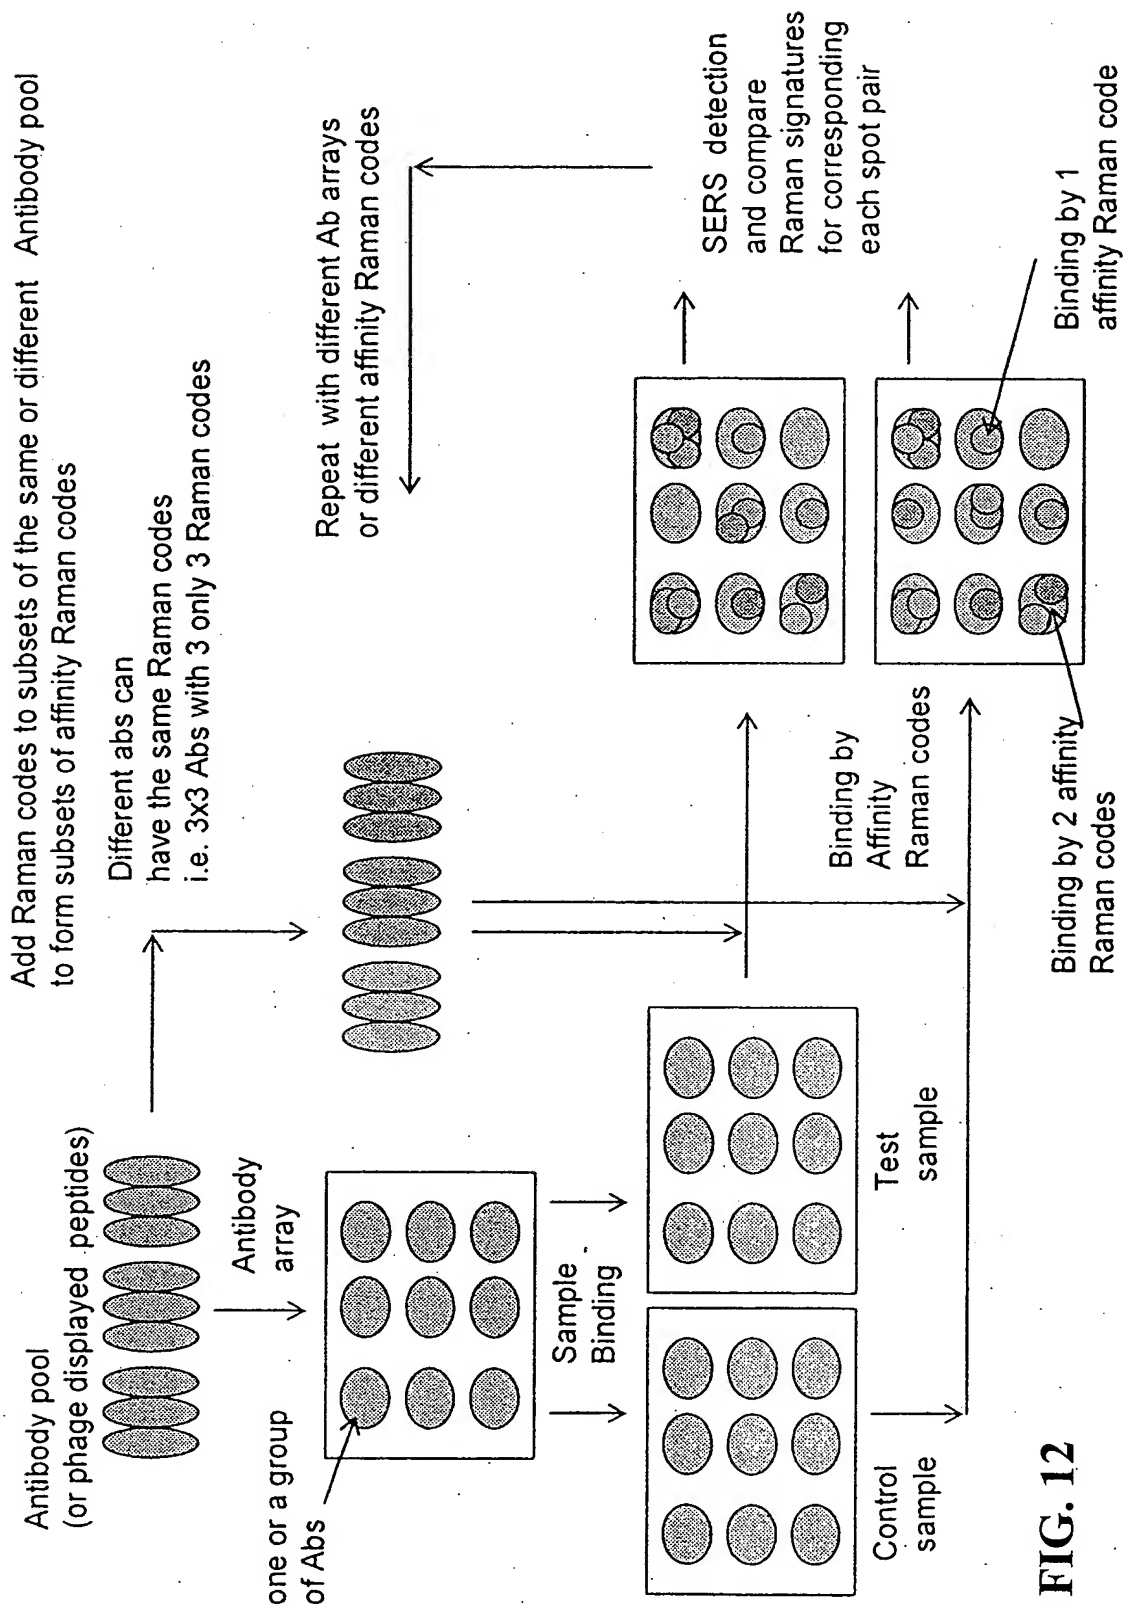 Add Raman codes to subsets of the same or different Antibody pool
to form subsets of affinity Raman codes
Antibody pool
(or phage displayed peptides)
Different abs can
have the same Raman codes
i.e. 3x3 Abs with 3 only 3 Raman codes
Antibody
array
one or a group
of Abs
Repeat with different Ab arrays
or different affinity Raman codes
Sample
Binding
Control
sample
Test
sample
Binding by
Affinity
Raman codes
SERS detection
and compare
Raman signatures
for corresponding
each spot pair
Binding by 2 affinity
Raman codes
Binding by 1
affinity Raman code
FIG. 12